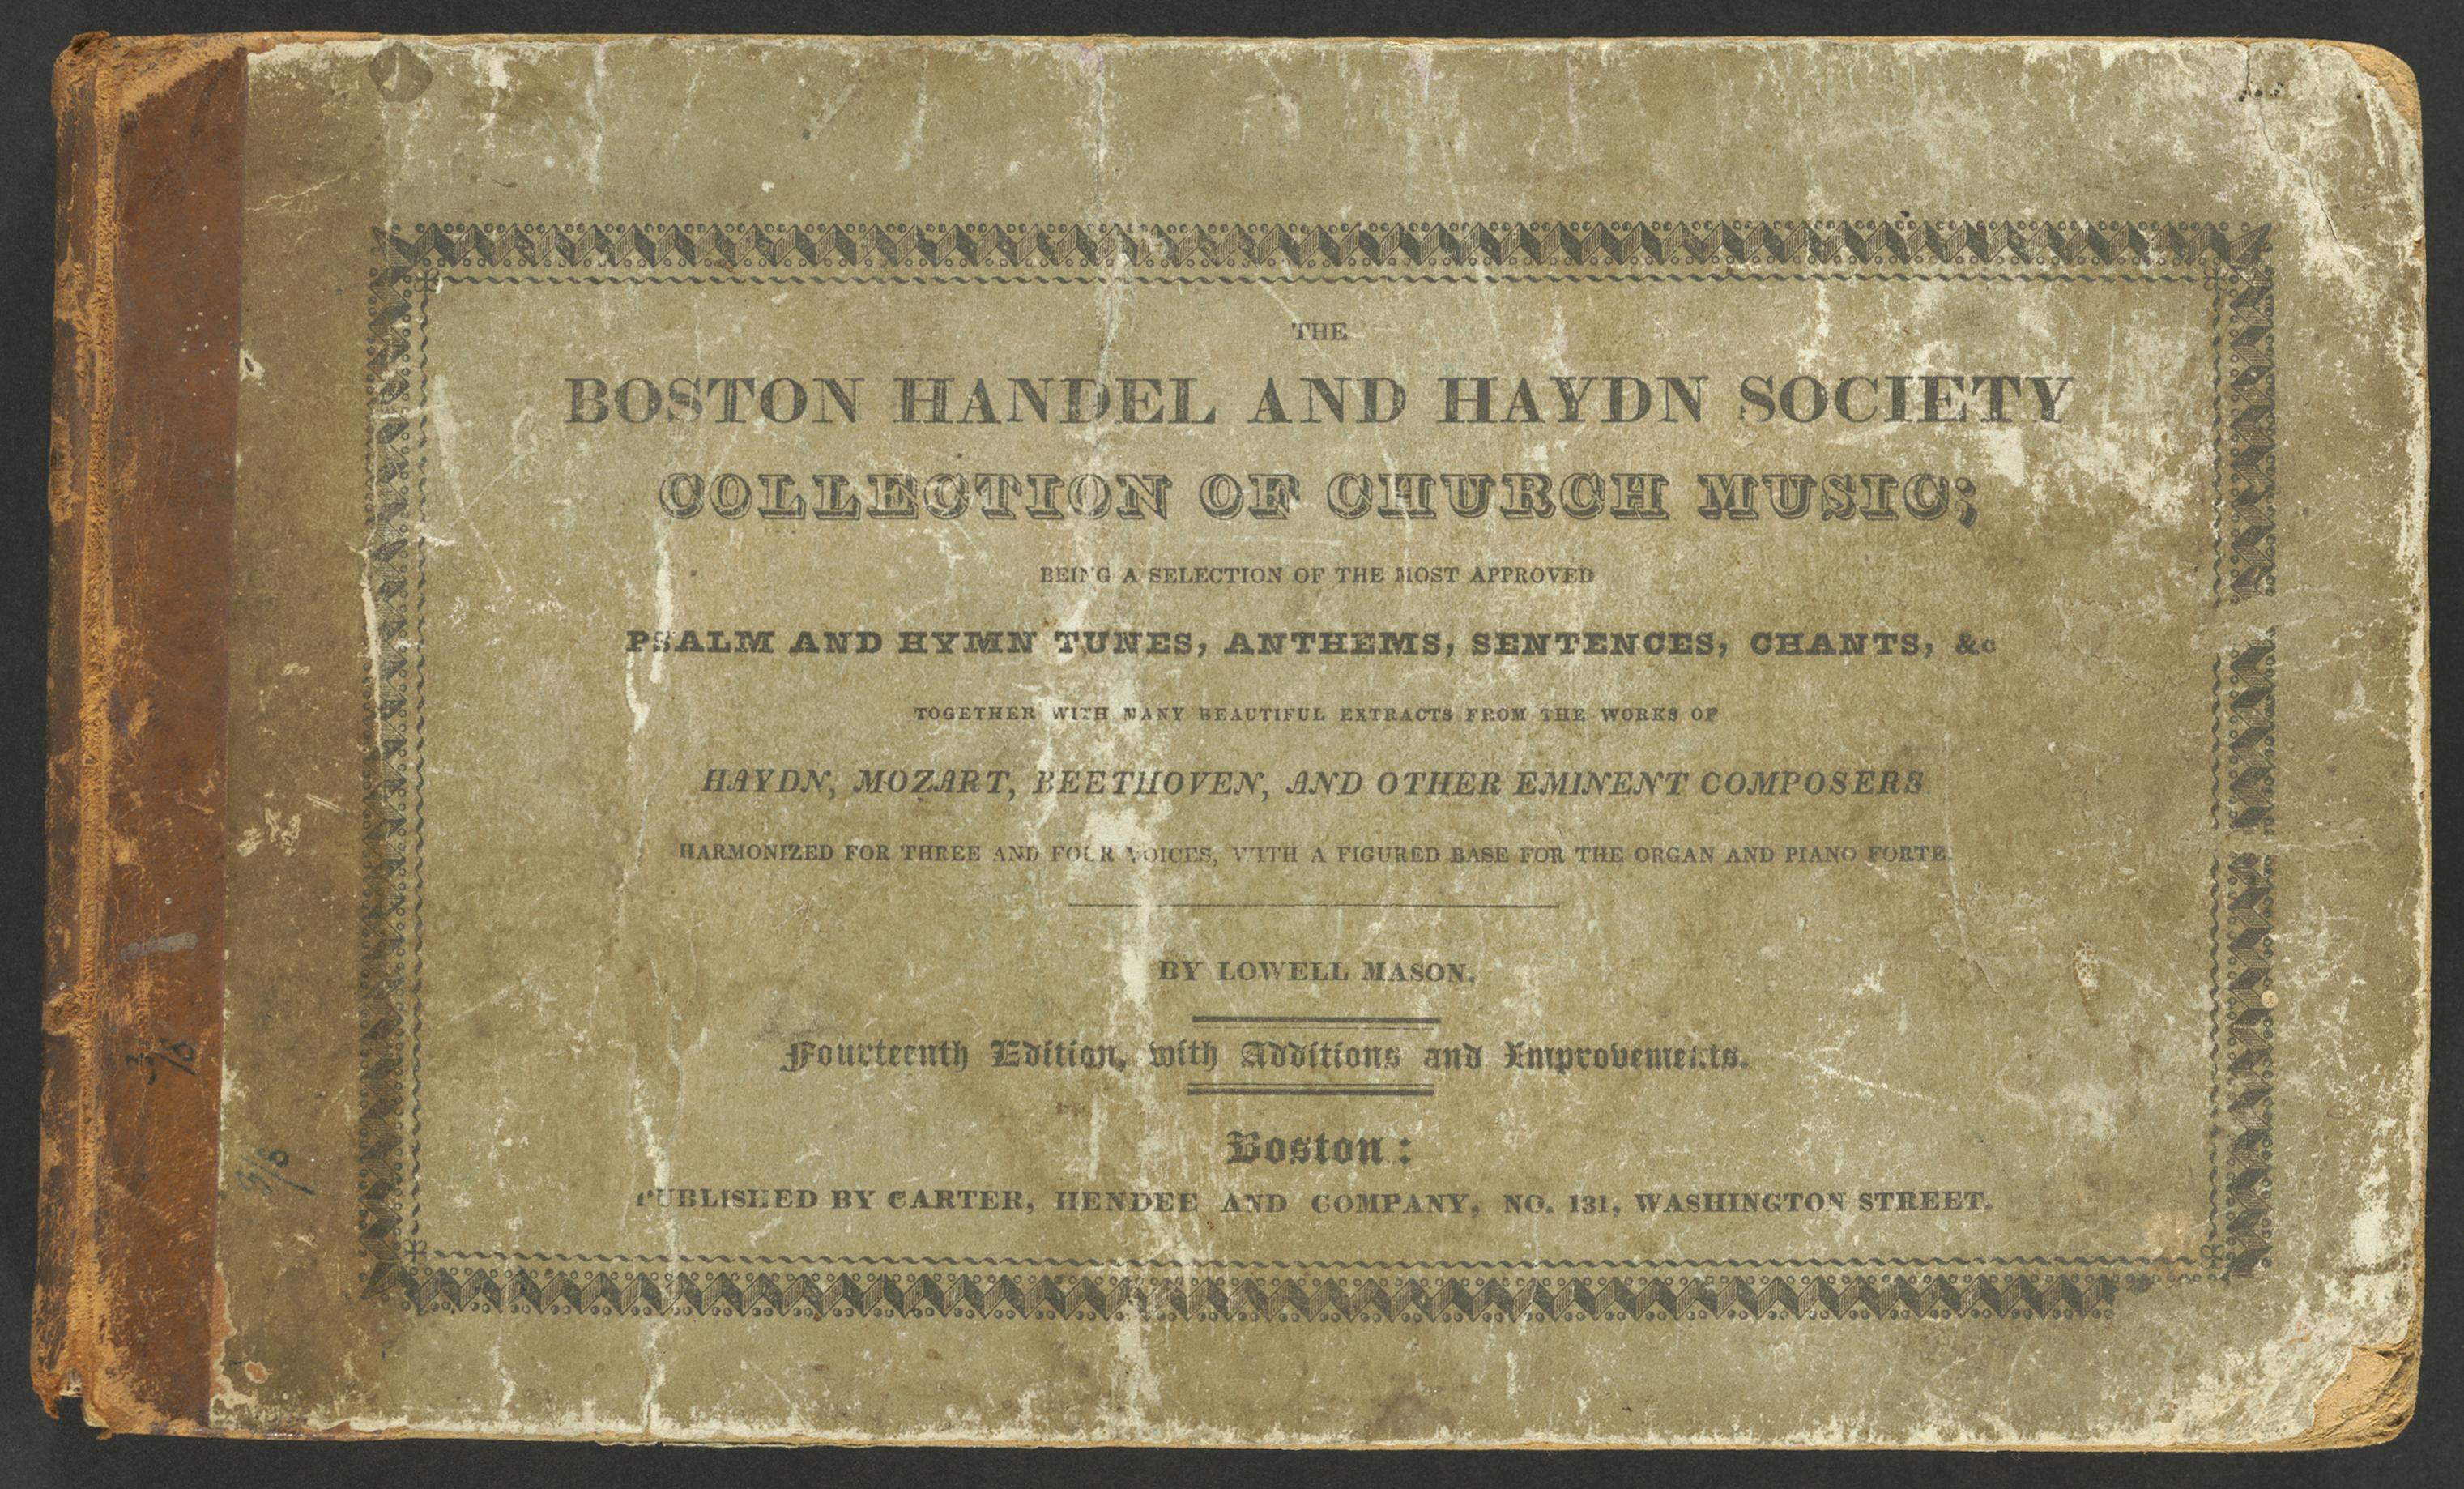 THE
BOSTON HANDEL AND HAYDN SOCIETY
COLLECTION OF CHURCH MUSIC;
BEING A SELECTION OF THE MOST APPROVED
PSALM AND HYMN TUNES, ANTHEMS, SENTENCES, CHANTS, &c
TOGETHER WITH MANY BEAUTIFUL EXTRACTS FROM THE WORKS OF
HAYDN, MOZART, BEETHOVEN, AND OTHER EMINENT COMPOSERS
HARMONIZED FOR THREE AND FOUR VOICES, WITH A FIGURED BASE FOR THE ORGAN AND PIANO FORTE.
BY LOWELL MASON.
Fourteenth Edition, with Additions and Improvements.
Boston:
PUBLISHED BY CARTER, HENDEE AND COMPANY, NO. 131, WASHINGTON STREET.
3/8